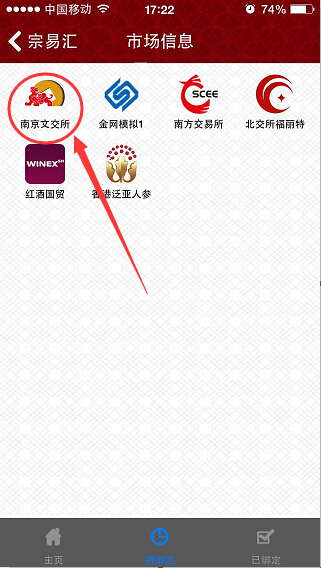 中国移动 17:22 74%
宗易汇 市场信息
SCEE
南京文交所 金网模拟1 南方交易所 北交所福丽特
WINEX
红酒国贸 香港泛亚人参
主页 已绑定